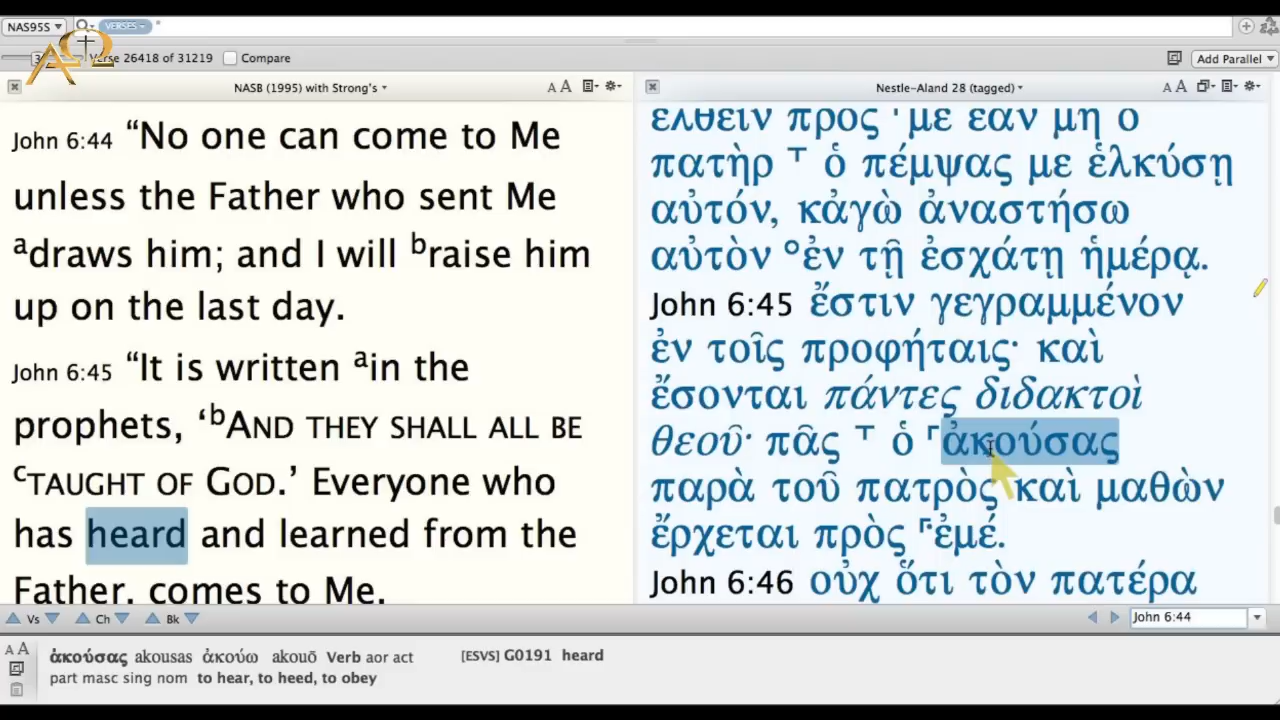 NAS95S VERSES
Verse 26418 of 31219 Compare Add Parallel
NASB (1995) with Strong's
John 6:44 “No one can come to Me
unless the Father who sent Me
adraws him; and I will braise him
up on the last day.
John 6:45 “It is written ain the
prophets, ‘bAND THEY SHALL ALL BE
cTAUGHT OF GOD.’ Everyone who
has heard and learned from the
Father, comes to Me.
Nestle-Aland 28 (tagged)
ἐλθεῖν πρός ⸂με ἐὰν μὴ ὁ
πατὴρ ⸆ ὁ πέμψας με ἑλκύσῃ
αὐτόν, κἀγὼ ἀναστήσω
αὐτὸν °ἐν τῇ ἐσχάτῃ ἡμέρᾳ.
John 6:45 ἔστιν γεγραμμένον
ἐν τοῖς προφήταις· καὶ
ἔσονται πάντες διδακτοὶ
θεοῦ· πᾶς ⸆ ὁ ⸀ἀκούσας
παρὰ τοῦ πατρὸς καὶ μαθὼν
ἔρχεται πρὸς ⸁ἐμέ.
John 6:46 οὐχ ὅτι τὸν πατέρα
Vs Ch Bk John 6:44
ἀκούσας akousas ἀκούω akouō Verb aor act
part masc sing nom to hear, to heed, to obey
[ESVS] G0191 heard